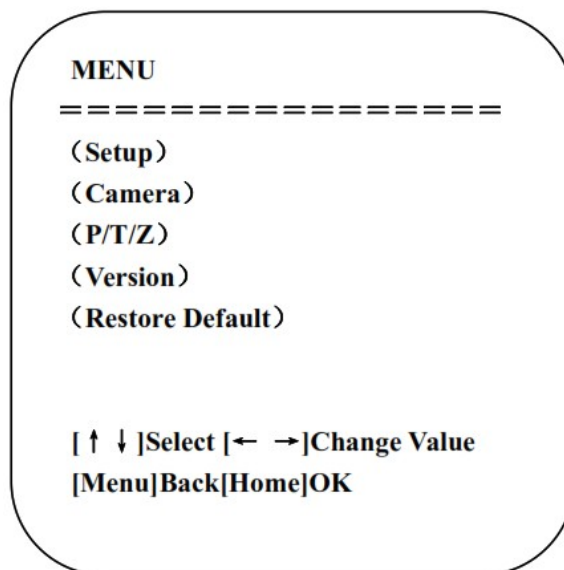 MENU
================
（Setup）
（Camera）
（P/T/Z）
（Version）
（Restore Default）
[↑ ↓]Select [← →]Change Value
[Menu]Back[Home]OK